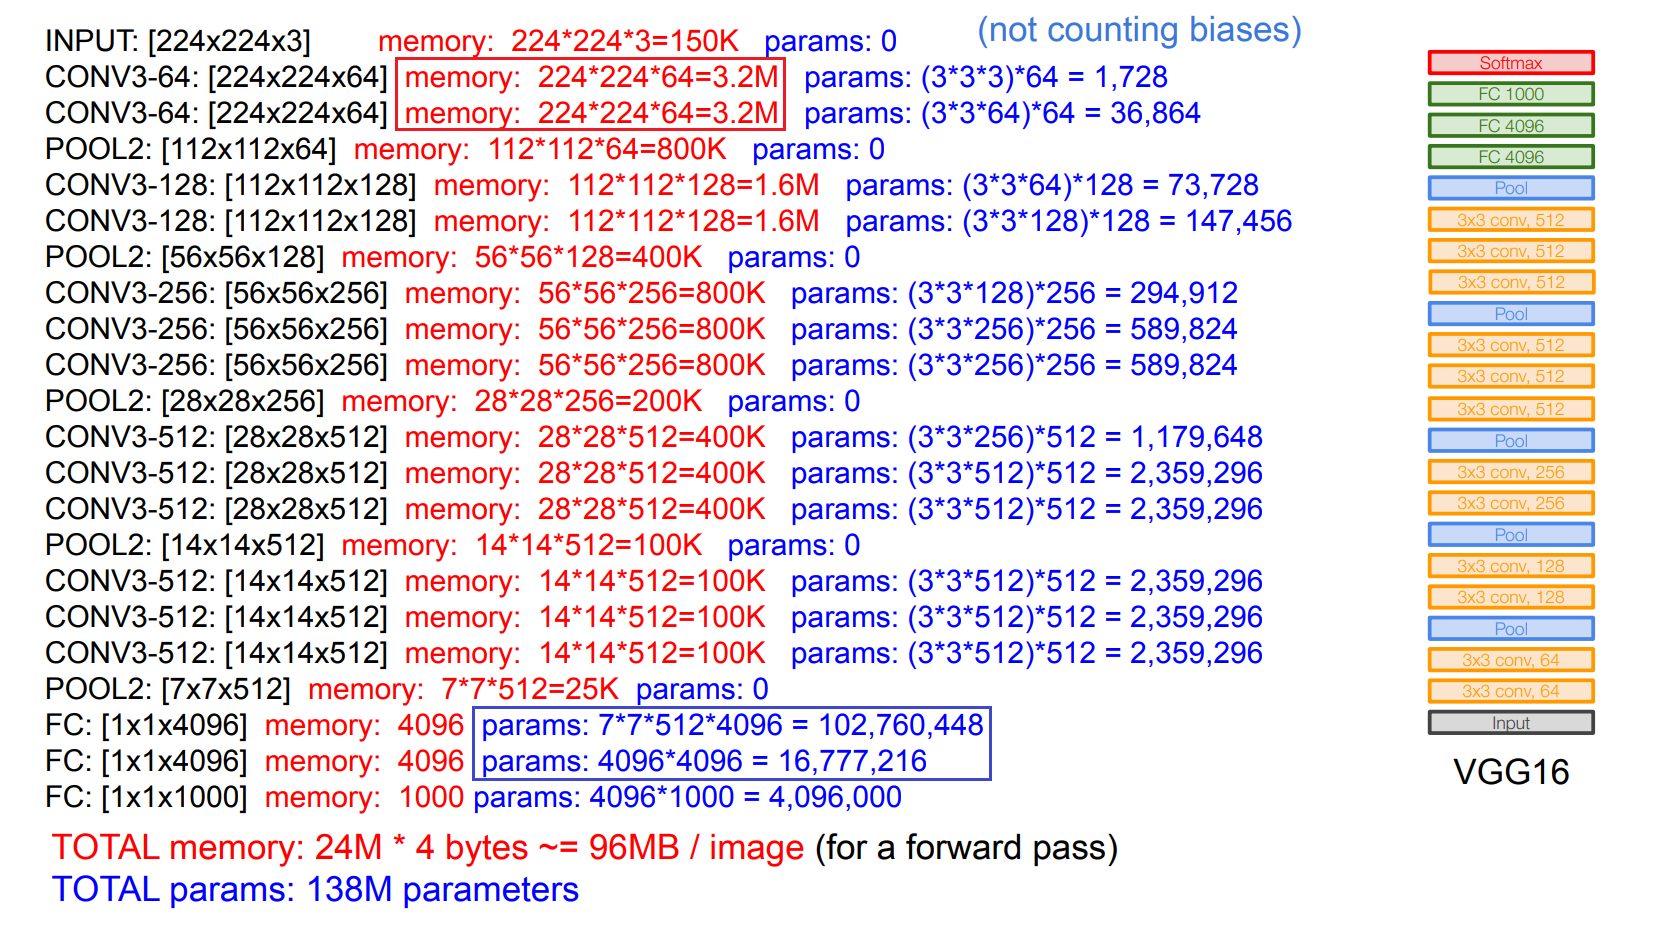 (not counting biases)
INPUT: [224x224x3] memory: 224*224*3=150K params: 0
CONV3-64: [224x224x64] memory: 224*224*64=3.2M params: (3*3*3)*64 = 1,728
CONV3-64: [224x224x64] memory: 224*224*64=3.2M params: (3*3*64)*64 = 36,864
POOL2: [112x112x64] memory: 112*112*64=800K params: 0
CONV3-128: [112x112x128] memory: 112*112*128=1.6M params: (3*3*64)*128 = 73,728
CONV3-128: [112x112x128] memory: 112*112*128=1.6M params: (3*3*128)*128 = 147,456
POOL2: [56x56x128] memory: 56*56*128=400K params: 0
CONV3-256: [56x56x256] memory: 56*56*256=800K params: (3*3*128)*256 = 294,912
CONV3-256: [56x56x256] memory: 56*56*256=800K params: (3*3*256)*256 = 589,824
CONV3-256: [56x56x256] memory: 56*56*256=800K params: (3*3*256)*256 = 589,824
POOL2: [28x28x256] memory: 28*28*256=200K params: 0
CONV3-512: [28x28x512] memory: 28*28*512=400K params: (3*3*256)*512 = 1,179,648
CONV3-512: [28x28x512] memory: 28*28*512=400K params: (3*3*512)*512 = 2,359,296
CONV3-512: [28x28x512] memory: 28*28*512=400K params: (3*3*512)*512 = 2,359,296
POOL2: [14x14x512] memory: 14*14*512=100K params: 0
CONV3-512: [14x14x512] memory: 14*14*512=100K params: (3*3*512)*512 = 2,359,296
CONV3-512: [14x14x512] memory: 14*14*512=100K params: (3*3*512)*512 = 2,359,296
CONV3-512: [14x14x512] memory: 14*14*512=100K params: (3*3*512)*512 = 2,359,296
POOL2: [7x7x512] memory: 7*7*512=25K params: 0
FC: [1x1x4096] memory: 4096 params: 7*7*512*4096 = 102,760,448
FC: [1x1x4096] memory: 4096 params: 4096*4096 = 16,777,216
FC: [1x1x1000] memory: 1000 params: 4096*1000 = 4,096,000
TOTAL memory: 24M * 4 bytes ~= 96MB / image (for a forward pass)
TOTAL params: 138M parameters
Softmax
FC 1000
FC 4096
FC 4096
Pool
3x3 conv, 512
3x3 conv, 512
3x3 conv, 512
Pool
3x3 conv, 512
3x3 conv, 512
3x3 conv, 512
Pool
3x3 conv, 256
3x3 conv, 256
Pool
3x3 conv, 128
3x3 conv, 128
Pool
3x3 conv, 64
3x3 conv, 64
Input
VGG16